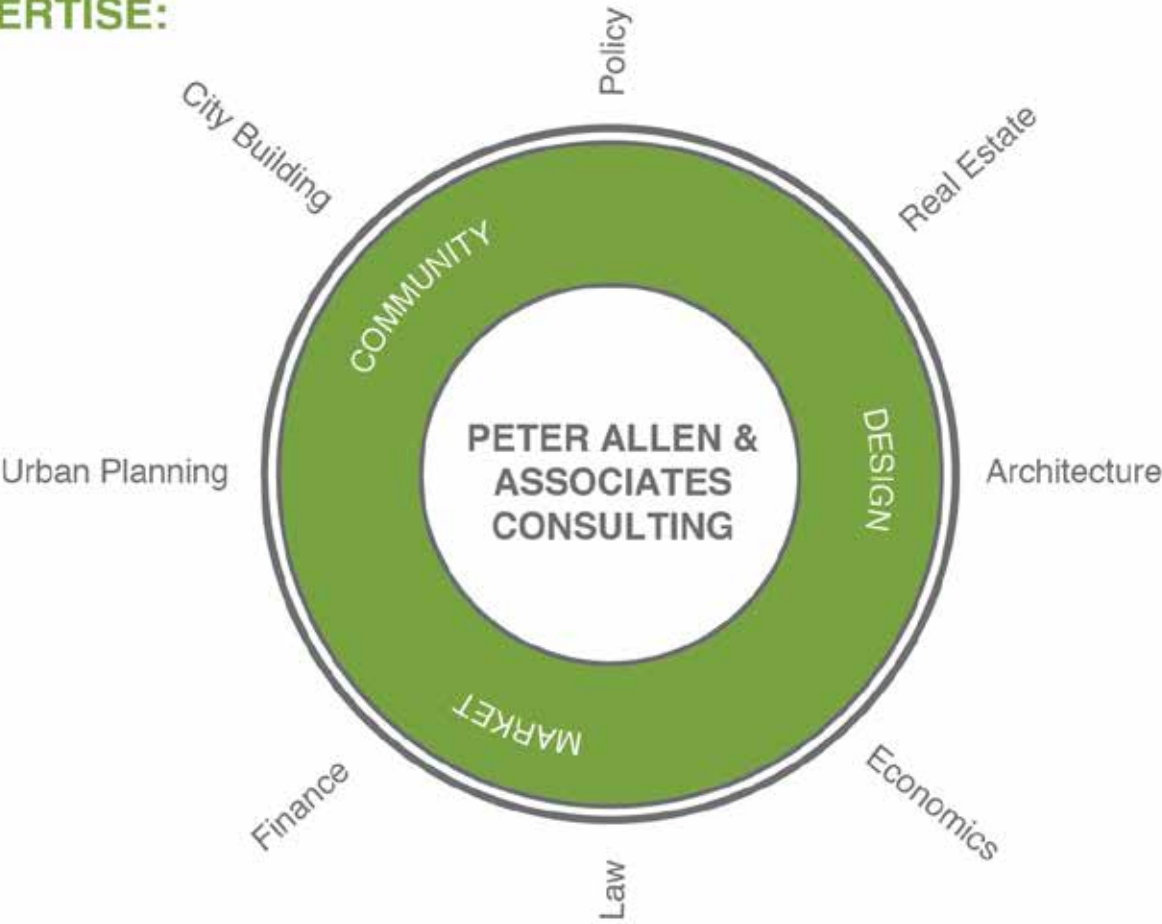 ERTISE:
Policy
City Building
Real Estate
COMMUNITY
PETER ALLEN &
ASSOCIATES
CONSULTING
DESIGN
Urban Planning
Architecture
MARKET
Finance
Economics
Law